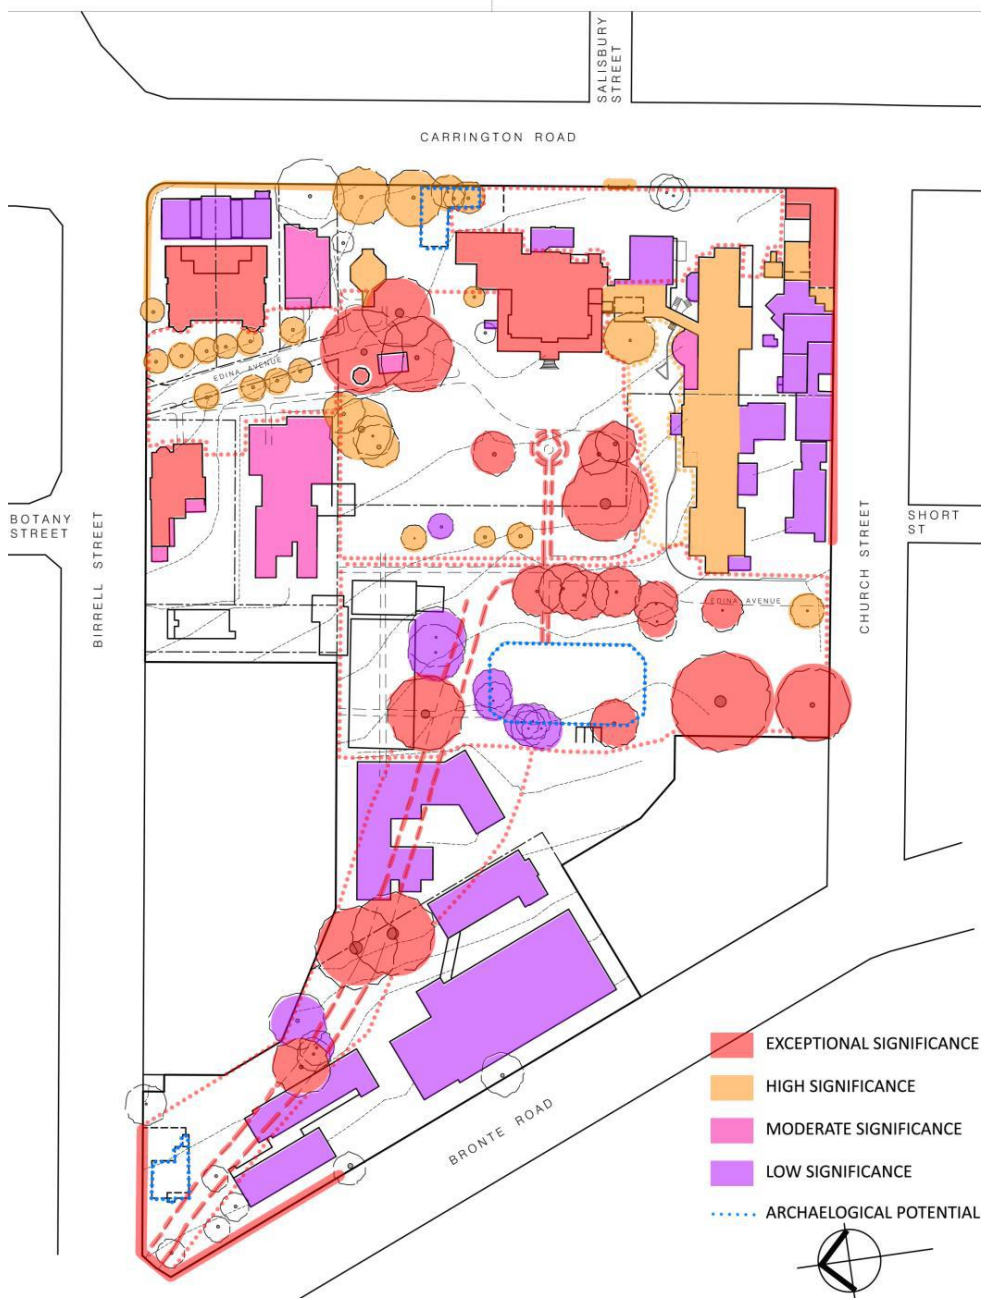 SALISBURY
STREET
CARRINGTON ROAD
EDINA AVENUE
BOTANY
STREET
BIRRELL STREET
SHORT
ST
CHURCH STREET
EDINA AVENUE
BRONTE ROAD
EXCEPTIONAL SIGNIFICANCE
HIGH SIGNIFICANCE
MODERATE SIGNIFICANCE
LOW SIGNIFICANCE
ARCHAELOGICAL POTENTIAL